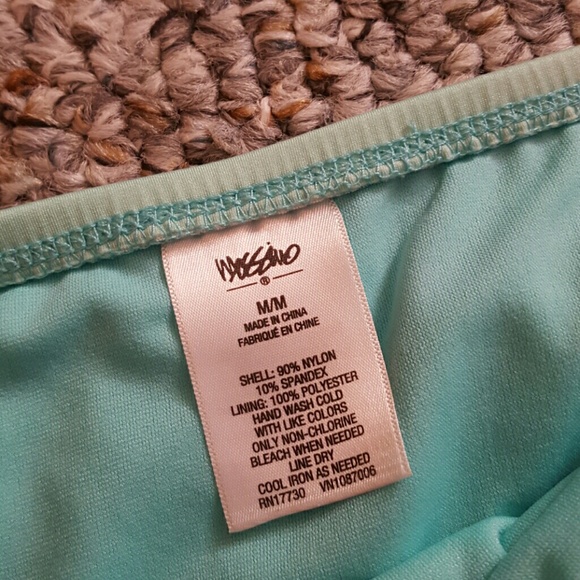 Mossimo
®
M/M
MADE IN CHINA
FABRIQUÉ EN CHINE
SHELL: 90% NYLON
10% SPANDEX
LINING: 100% POLYESTER
HAND WASH COLD
WITH LIKE COLORS
ONLY NON-CHLORINE
BLEACH WHEN NEEDED
LINE DRY
COOL IRON AS NEEDED
RN17730 VN1087006